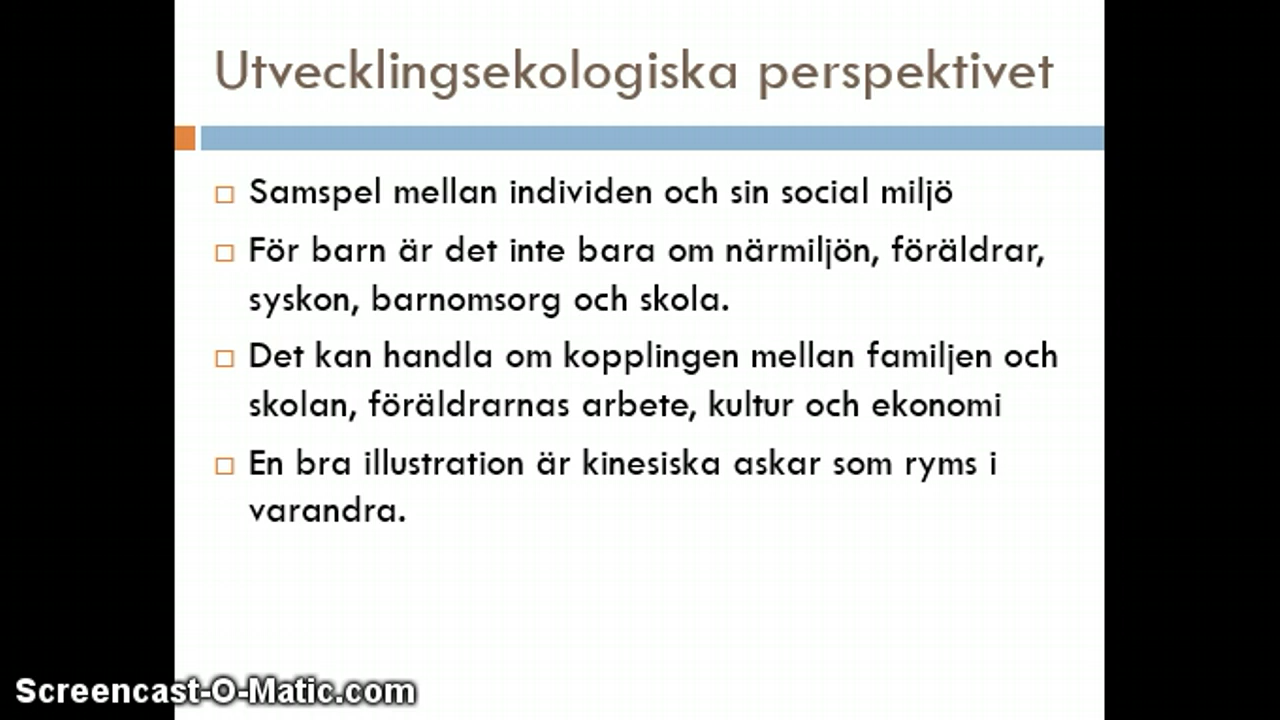 Utvecklingsekologiska perspektivet
Samspel mellan individen och sin social miljö
För barn är det inte bara om närmiljön, föräldrar,
syskon, barnomsorg och skola.
Det kan handla om kopplingen mellan familjen och
skolan, föräldrarnas arbete, kultur och ekonomi
En bra illustration är kinesiska askar som ryms i
varandra.
Screencast-O-Matic.com